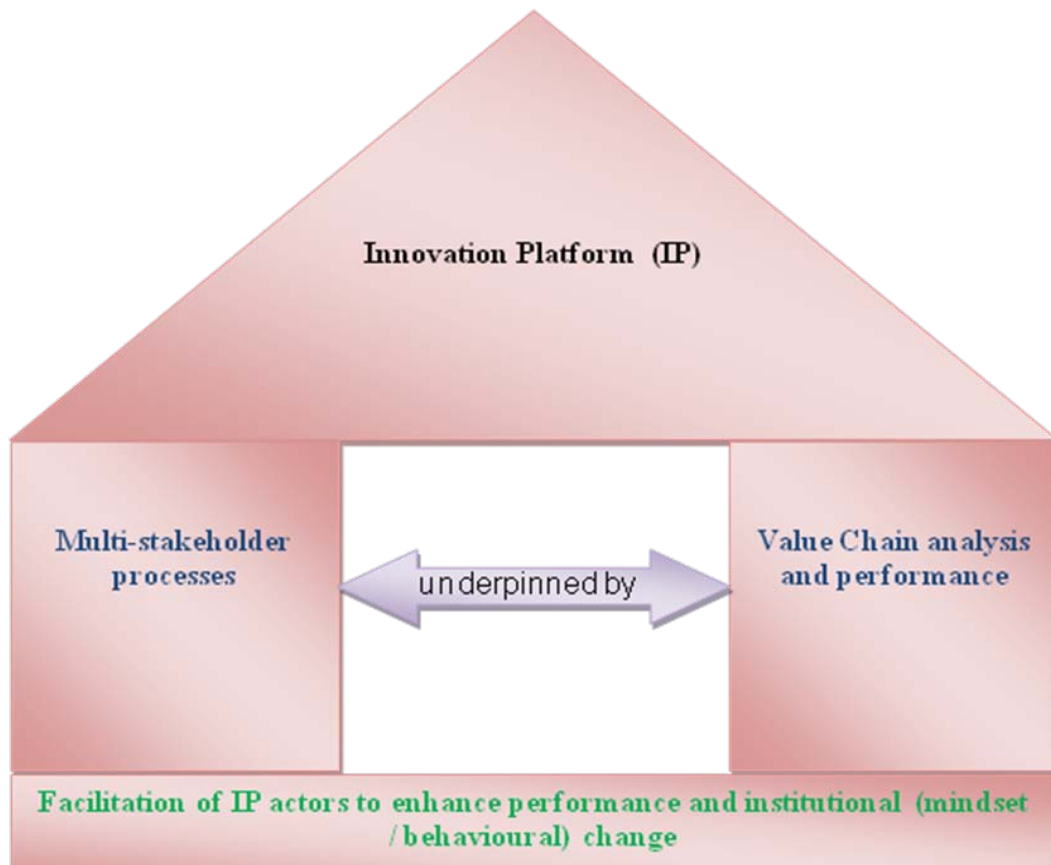 Innovation Platform (IP)
Multi-stakeholder
processes
underpinned by
Value Chain analysis
and performance
Facilitation of IP actors to enhance performance and institutional (mindset
/ behavioural) change